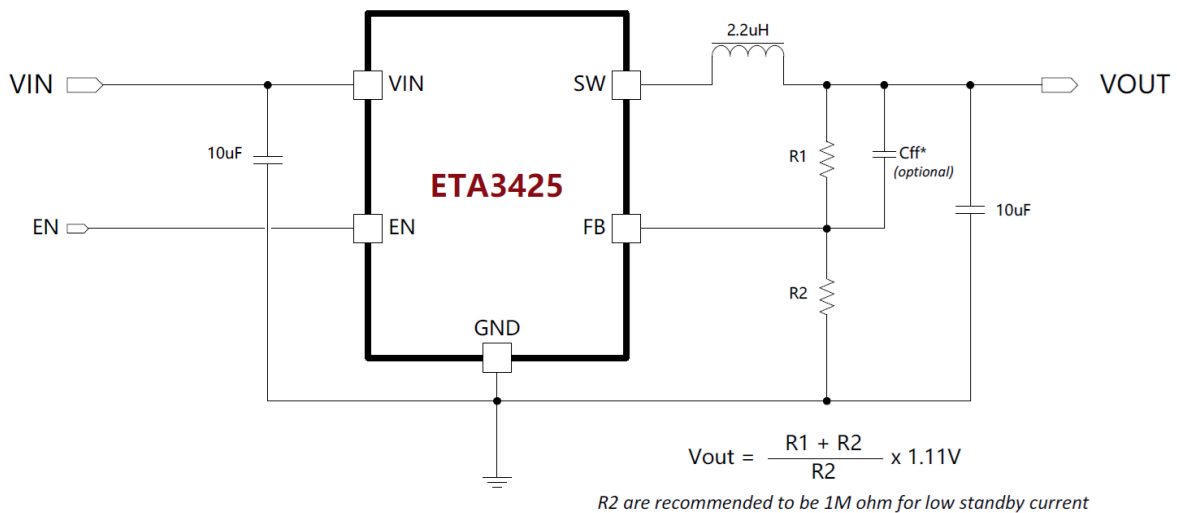 2.2uH
VIN
VIN
SW
VOUT
10uF
R1
Cff*
(optional)
ETA3425
10uF
EN
EN
FB
R2
GND
Vout = R1 + R2 / R2 x 1.11V
R2 are recommended to be 1M ohm for low standby current